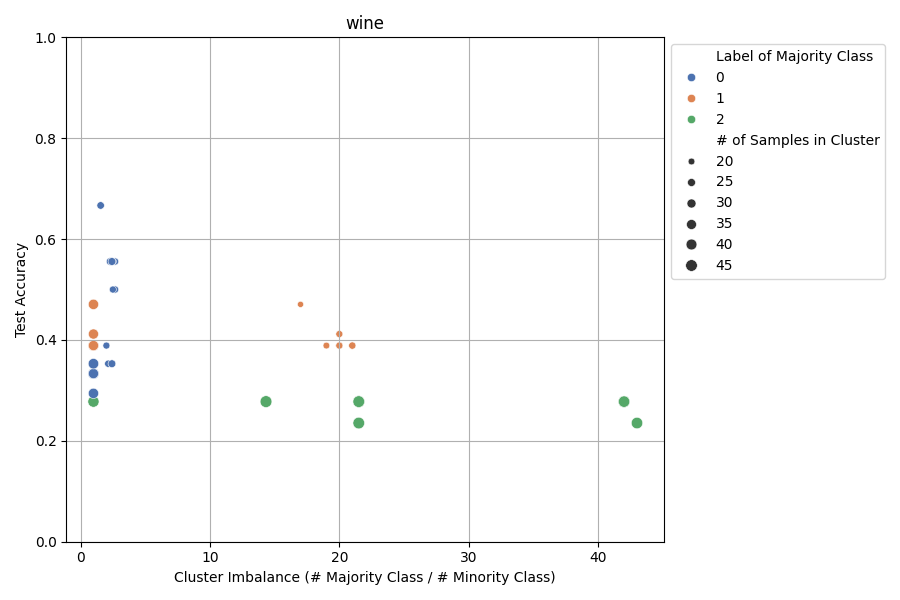 wine
1.0
0.8
0.6
0.4
0.2
0.0
Test Accuracy
0 10 20 30 40
Cluster Imbalance (# Majority Class / # Minority Class)
Label of Majority Class
0
1
2
# of Samples in Cluster
20
25
30
35
40
45